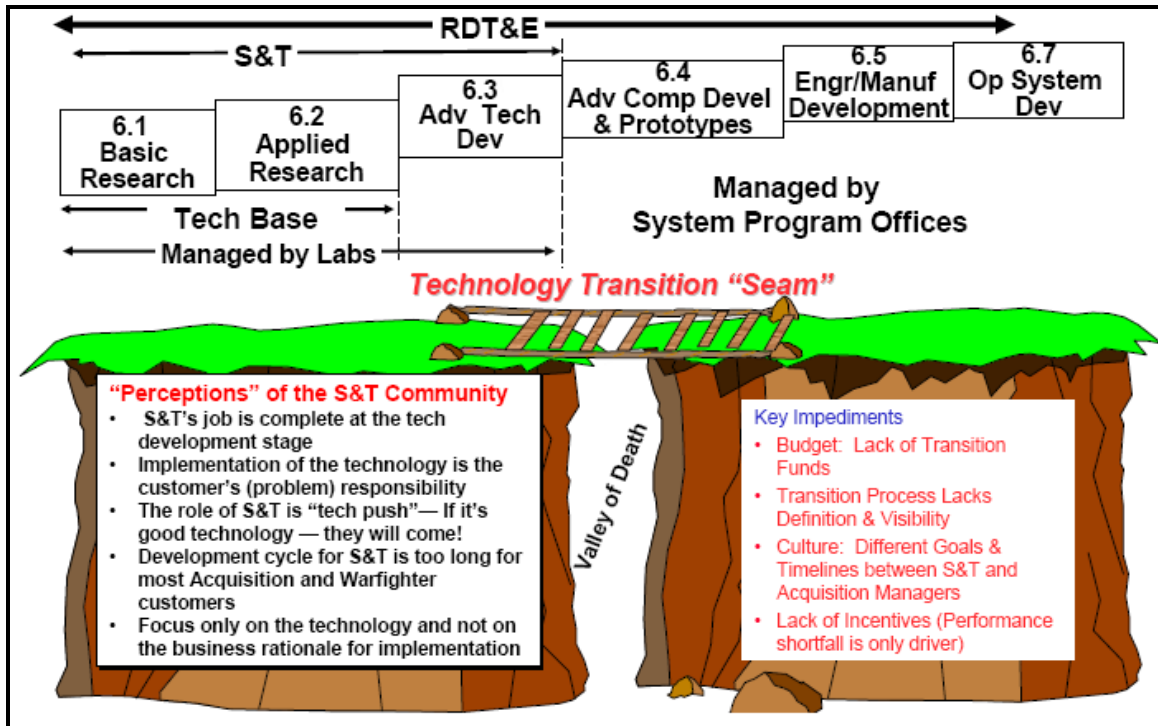 RDT&E
S&T
6.1
Basic
Research
6.2
Applied
Research
6.3
Adv Tech
Dev
6.4
Adv Comp Devel
& Prototypes
6.5
Engr/Manuf
Development
6.7
Op System
Dev
Tech Base
Managed by Labs
Managed by
System Program Offices
Technology Transition “Seam”
“Perceptions” of the S&T Community
• S&T’s job is complete at the tech
development stage
• Implementation of the technology is the
customer’s (problem) responsibility
• The role of S&T is “tech push”— If it’s
good technology — they will come!
• Development cycle for S&T is too long for
most Acquisition and Warfighter
customers
• Focus only on the technology and not on
the business rationale for implementation
Valley of Death
Key Impediments
• Budget: Lack of Transition
Funds
• Transition Process Lacks
Definition & Visibility
• Culture: Different Goals &
Timelines between S&T and
Acquisition Managers
• Lack of Incentives (Performance
shortfall is only driver)